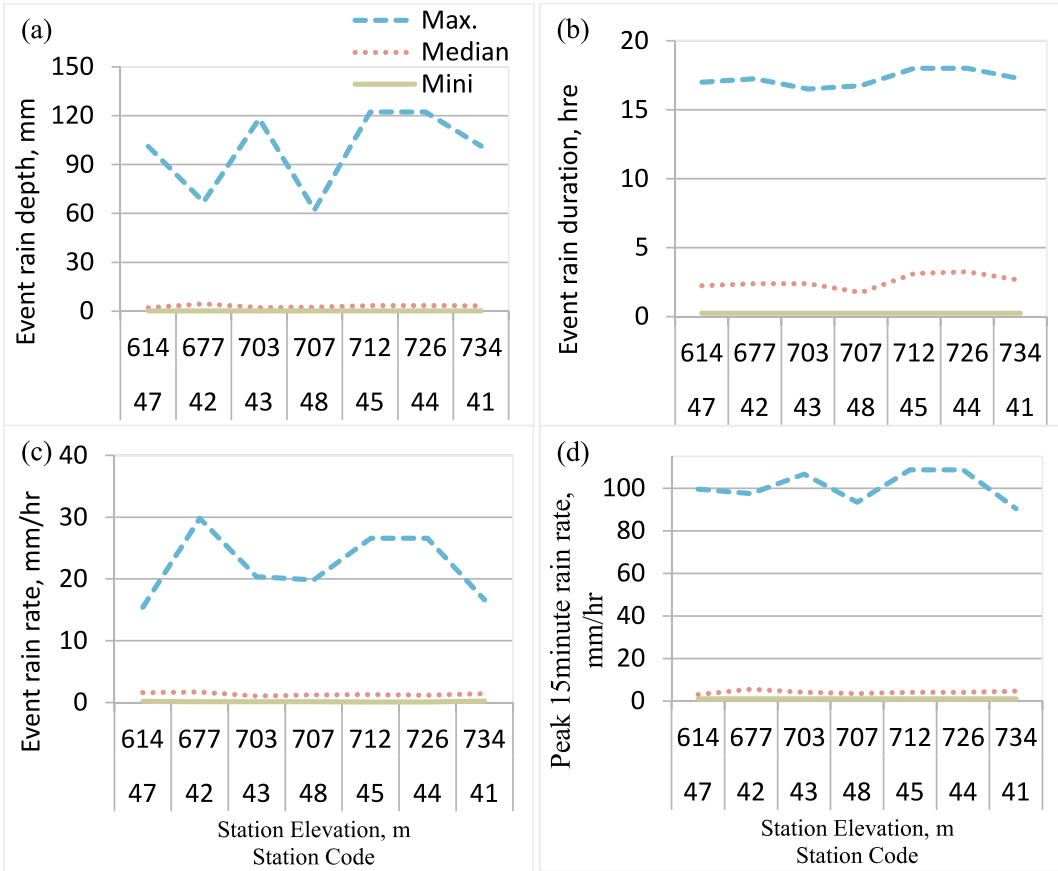 (a)
Max.
Median
Mini
Event rain depth, mm
150
120
90
60
30
0
614 677 703 707 712 726 734
47 42 43 48 45 44 41
(b)
Event rain duration, hre
20
15
10
5
0
614 677 703 707 712 726 734
47 42 43 48 45 44 41
(c)
Event rain rate, mm/hr
40
30
20
10
0
614 677 703 707 712 726 734
47 42 43 48 45 44 41
Station Elevation, m
Station Code
(d)
Peak 15minute rain rate,
mm/hr
100
80
60
40
20
0
614 677 703 707 712 726 734
47 42 43 48 45 44 41
Station Elevation, m
Station Code